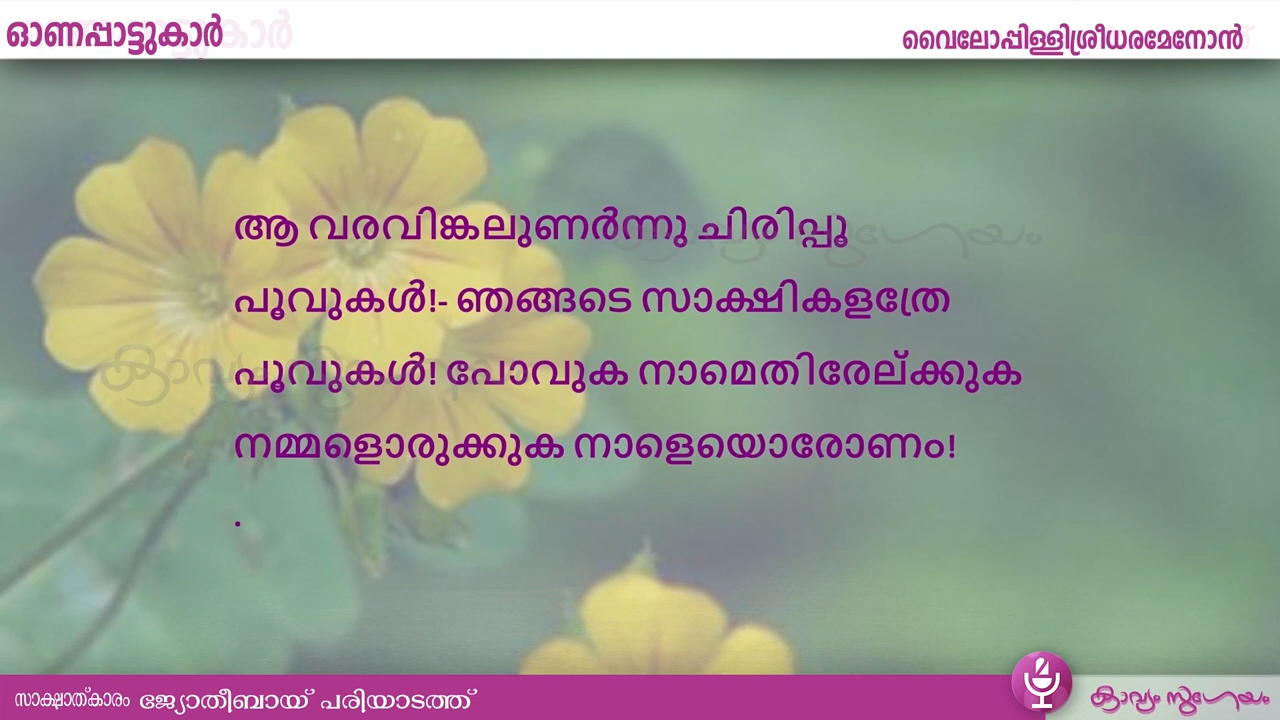 ഓണപ്പാട്ടുകാർ
വൈലോപ്പിള്ളിശ്രീധരമേനോൻ
ആ വരവിങ്കലുണർന്നു ചിരിപ്പൂ
പൂവുകൾ!- ഞങ്ങടെ സാക്ഷികളത്രേ
പൂവുകൾ! പോവുക നാമെതിരേല്ക്കുക
നമ്മളൊരുക്കുക നാളെയൊരോണം!
.
സാക്ഷാത്കാരം ജ്യോതീബായ് പരിയാടത്ത്
കാവ്യം സുഗേയം